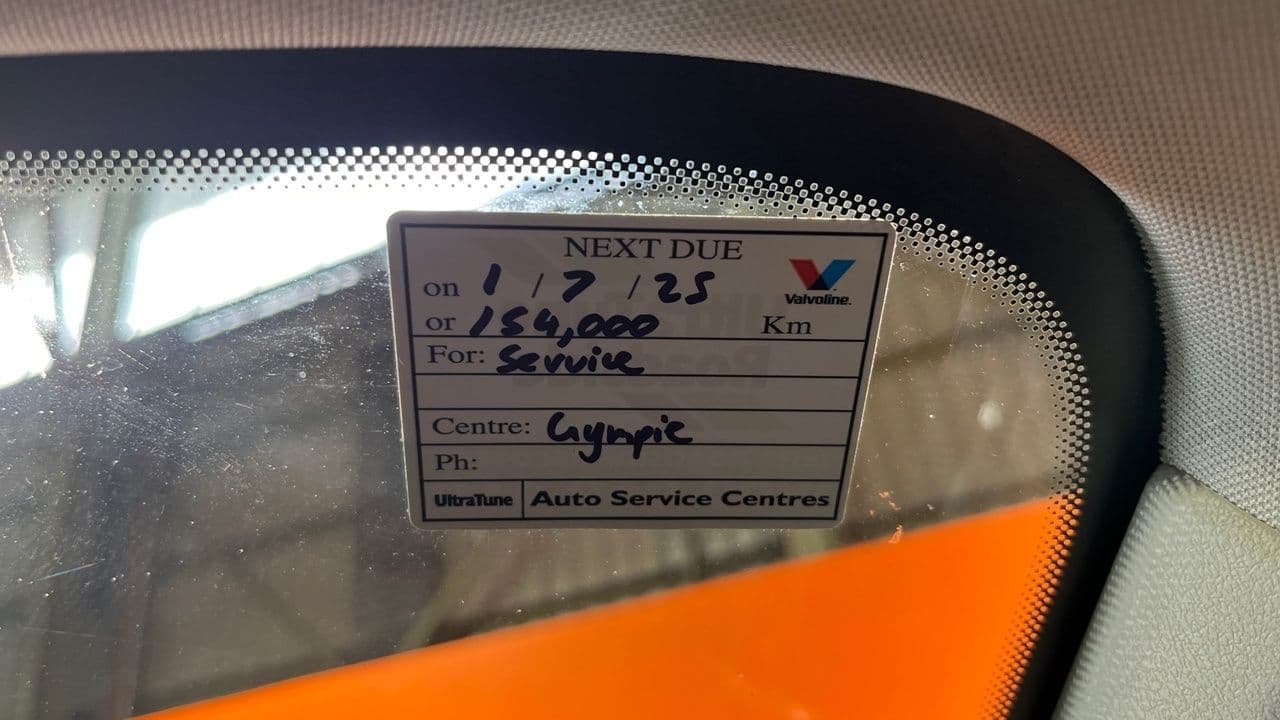 NEXT DUE
on 1 / 7 / 25
Valvoline.
or 154,000 Km
For: Service
Centre: Gympie
Ph:
UltraTune Auto Service Centres